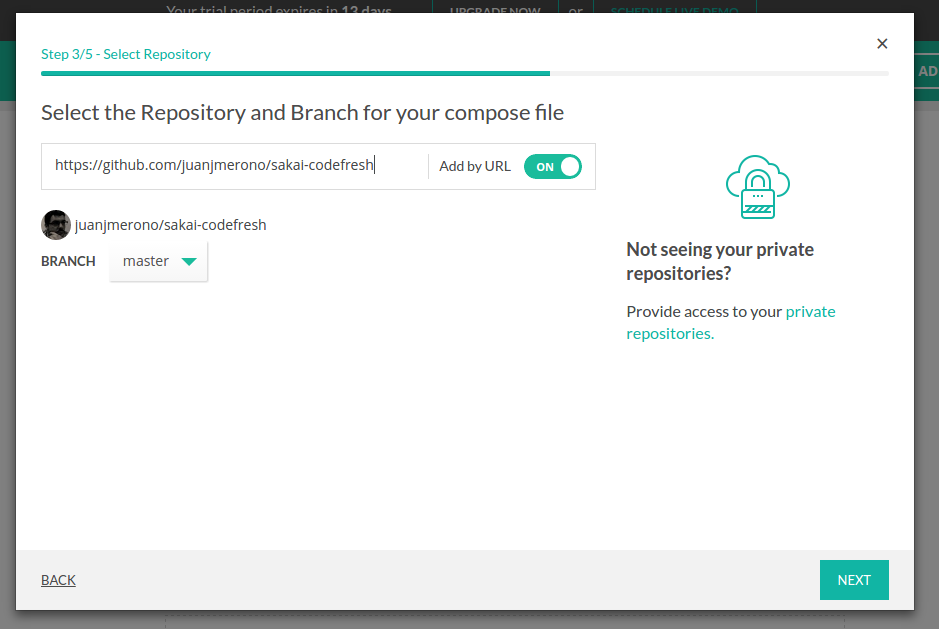 Your trial period expires in 13 days
UPGRADE NOW
or
SCHEDULE LIVE DEMO
AD
Step 3/5 - Select Repository
×
Select the Repository and Branch for your compose file
https://github.com/juanjmerono/sakai-codefresh
Add by URL
ON
juanjmerono/sakai-codefresh
BRANCH
master
Not seeing your private
repositories?
Provide access to your private
repositories.
BACK
NEXT